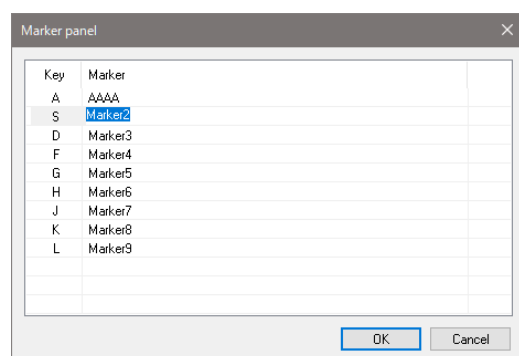 Marker panel
Key Marker
A AAAA
S Marker2
D Marker3
F Marker4
G Marker5
H Marker6
J Marker7
K Marker8
L Marker9
OK Cancel